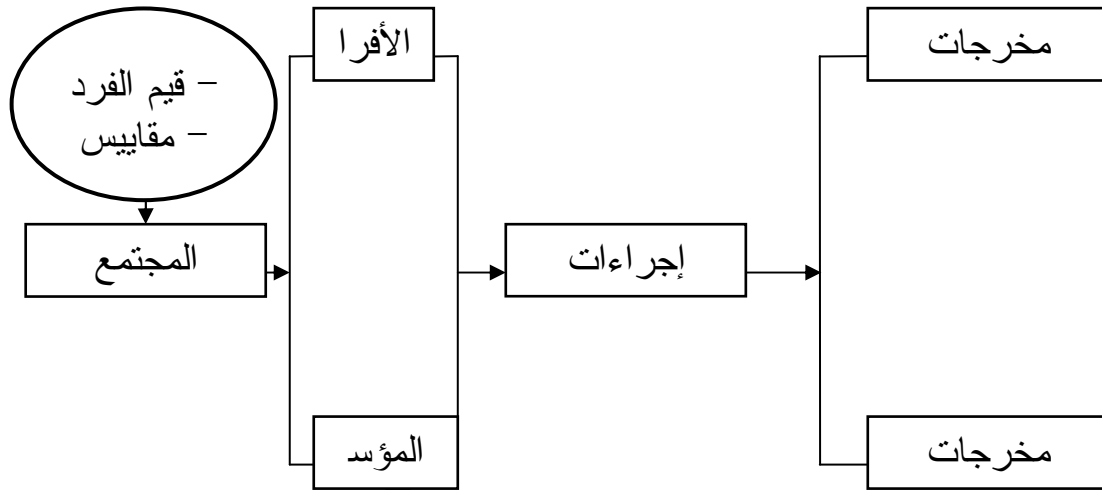 الأفرا
مخرجات
– قيم الفرد
– مقاييس
المجتمع
إجراءات
المؤسد
مخرجات